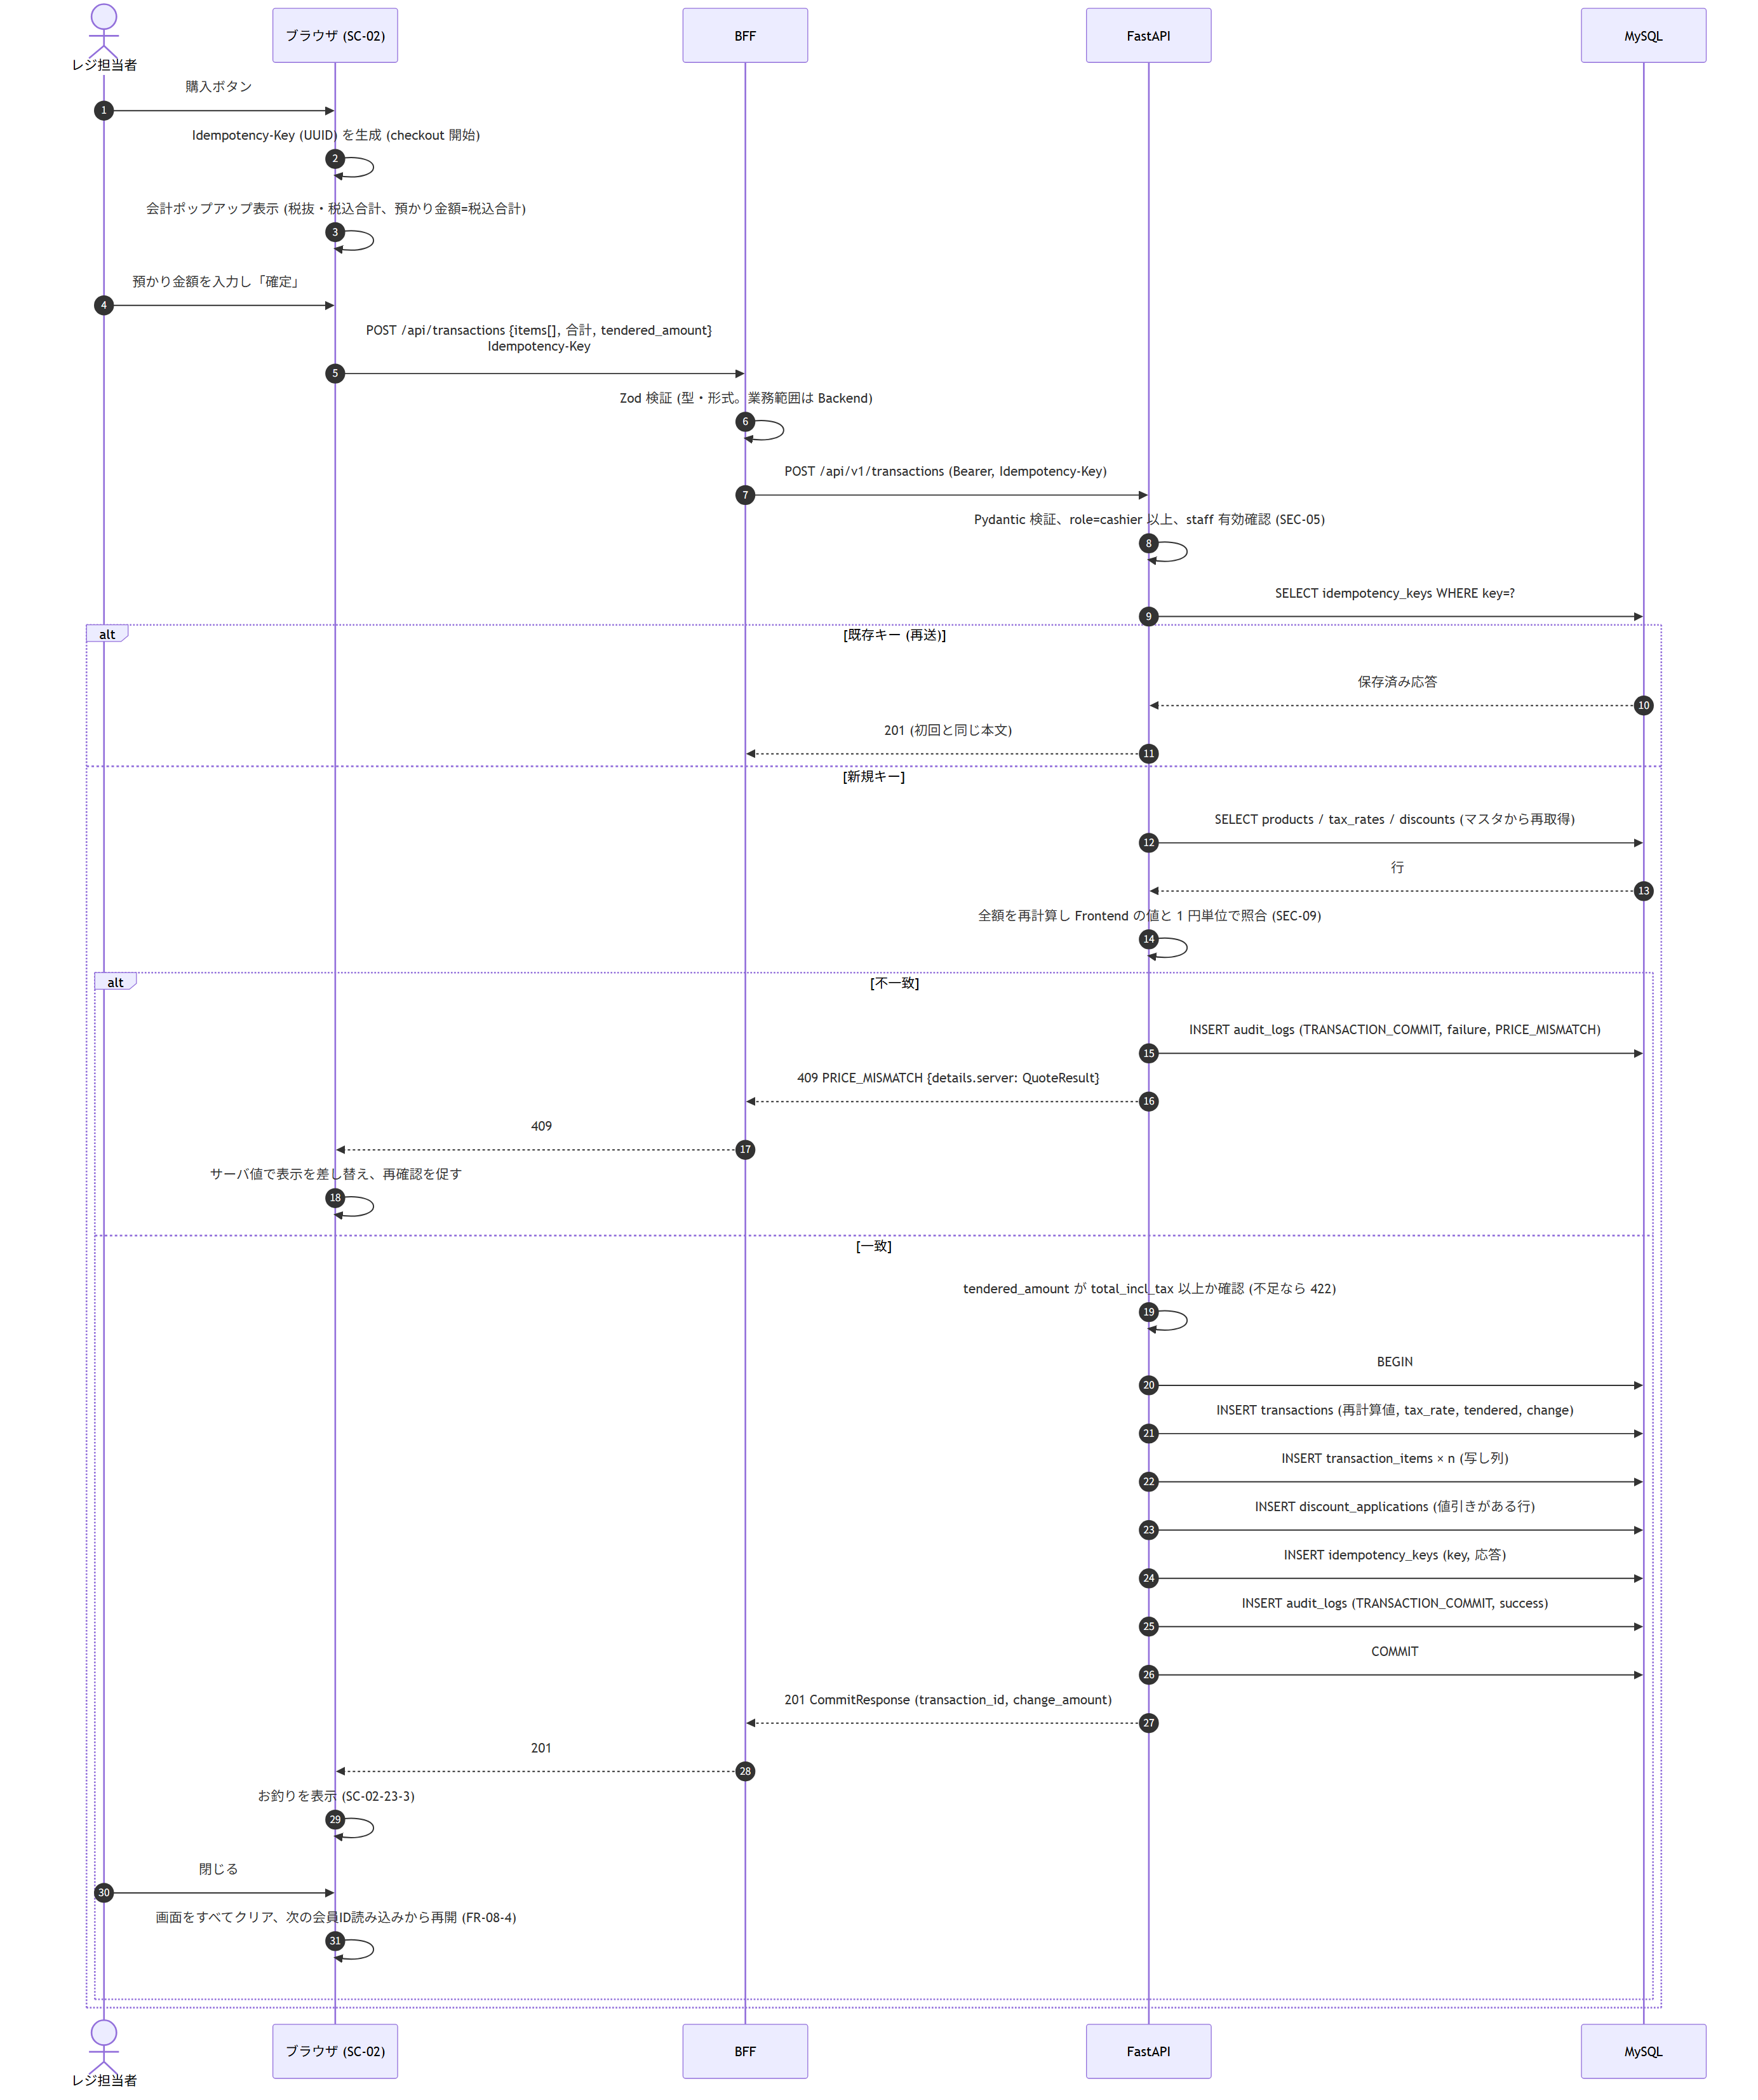 レジ担当者
ブラウザ (SC-02)
BFF
FastAPI
MySQL
購入ボタン
1
Idempotency-Key (UUID) を生成 (checkout 開始)
2
会計ポップアップ表示 (税抜・税込合計、預かり金額=税込合計)
3
預かり金額を入力し「確定」
4
POST /api/transactions {items[], 合計, tendered_amount}
Idempotency-Key
5
Zod 検証 (型・形式。業務範囲は Backend)
6
POST /api/v1/transactions (Bearer, Idempotency-Key)
7
Pydantic 検証、role=cashier 以上、staff 有効確認 (SEC-05)
8
SELECT idempotency_keys WHERE key=?
9
alt
[既存キー (再送)]
保存済み応答
10
201 (初回と同じ本文)
11
[新規キー]
SELECT products / tax_rates / discounts (マスタから再取得)
12
行
13
全額を再計算し Frontend の値と 1 円単位で照合 (SEC-09)
14
alt
[不一致]
INSERT audit_logs (TRANSACTION_COMMIT, failure, PRICE_MISMATCH)
15
409 PRICE_MISMATCH {details.server: QuoteResult}
16
409
17
サーバ値で表示を差し替え、再確認を促す
18
[一致]
tendered_amount が total_incl_tax 以上か確認 (不足なら 422)
19
BEGIN
20
INSERT transactions (再計算値, tax_rate, tendered, change)
21
INSERT transaction_items × n (写し列)
22
INSERT discount_applications (値引きがある行)
23
INSERT idempotency_keys (key, 応答)
24
INSERT audit_logs (TRANSACTION_COMMIT, success)
25
COMMIT
26
201 CommitResponse (transaction_id, change_amount)
27
201
28
お釣りを表示 (SC-02-23-3)
29
閉じる
30
画面をすべてクリア、次の会員ID読み込みから再開 (FR-08-4)
31
レジ担当者
ブラウザ (SC-02)
BFF
FastAPI
MySQL